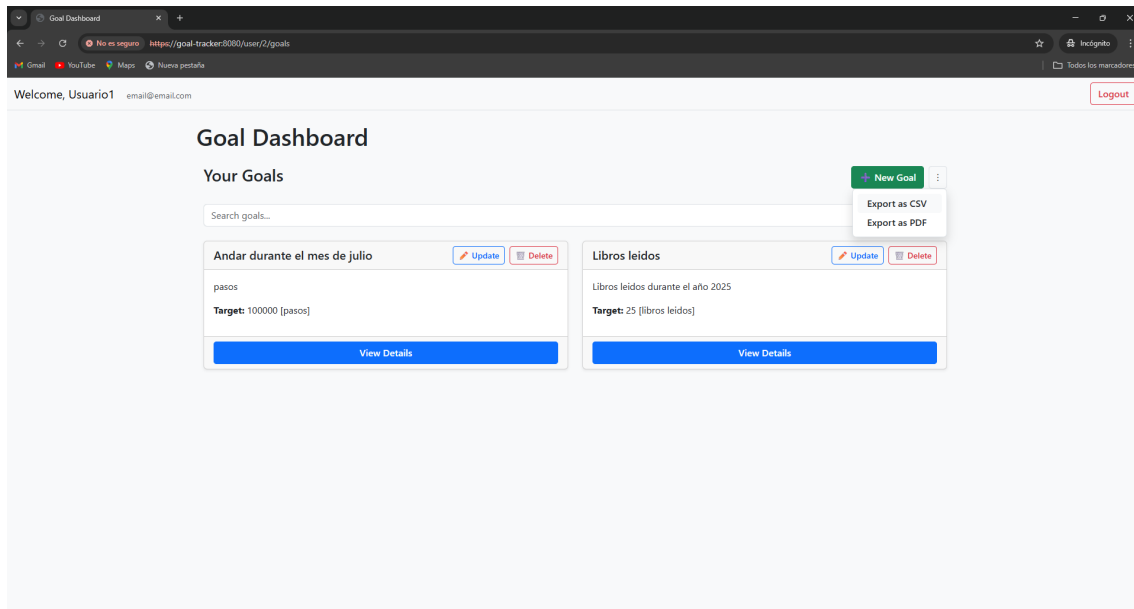 Goal Dashboard
No es seguro https://goal-tracker:8080/user/2/goals Incógnito
Gmail YouTube Maps Nueva pestaña Todos los marcadores
Welcome, Usuario1 email@email.com Logout
Goal Dashboard
Your Goals
New Goal
Export as CSV
Export as PDF
Search goals...
Andar durante el mes de julio Update Delete
pasos
Target: 100000 [pasos]
View Details
Libros leidos Update Delete
Libros leidos durante el año 2025
Target: 25 [libros leidos]
View Details